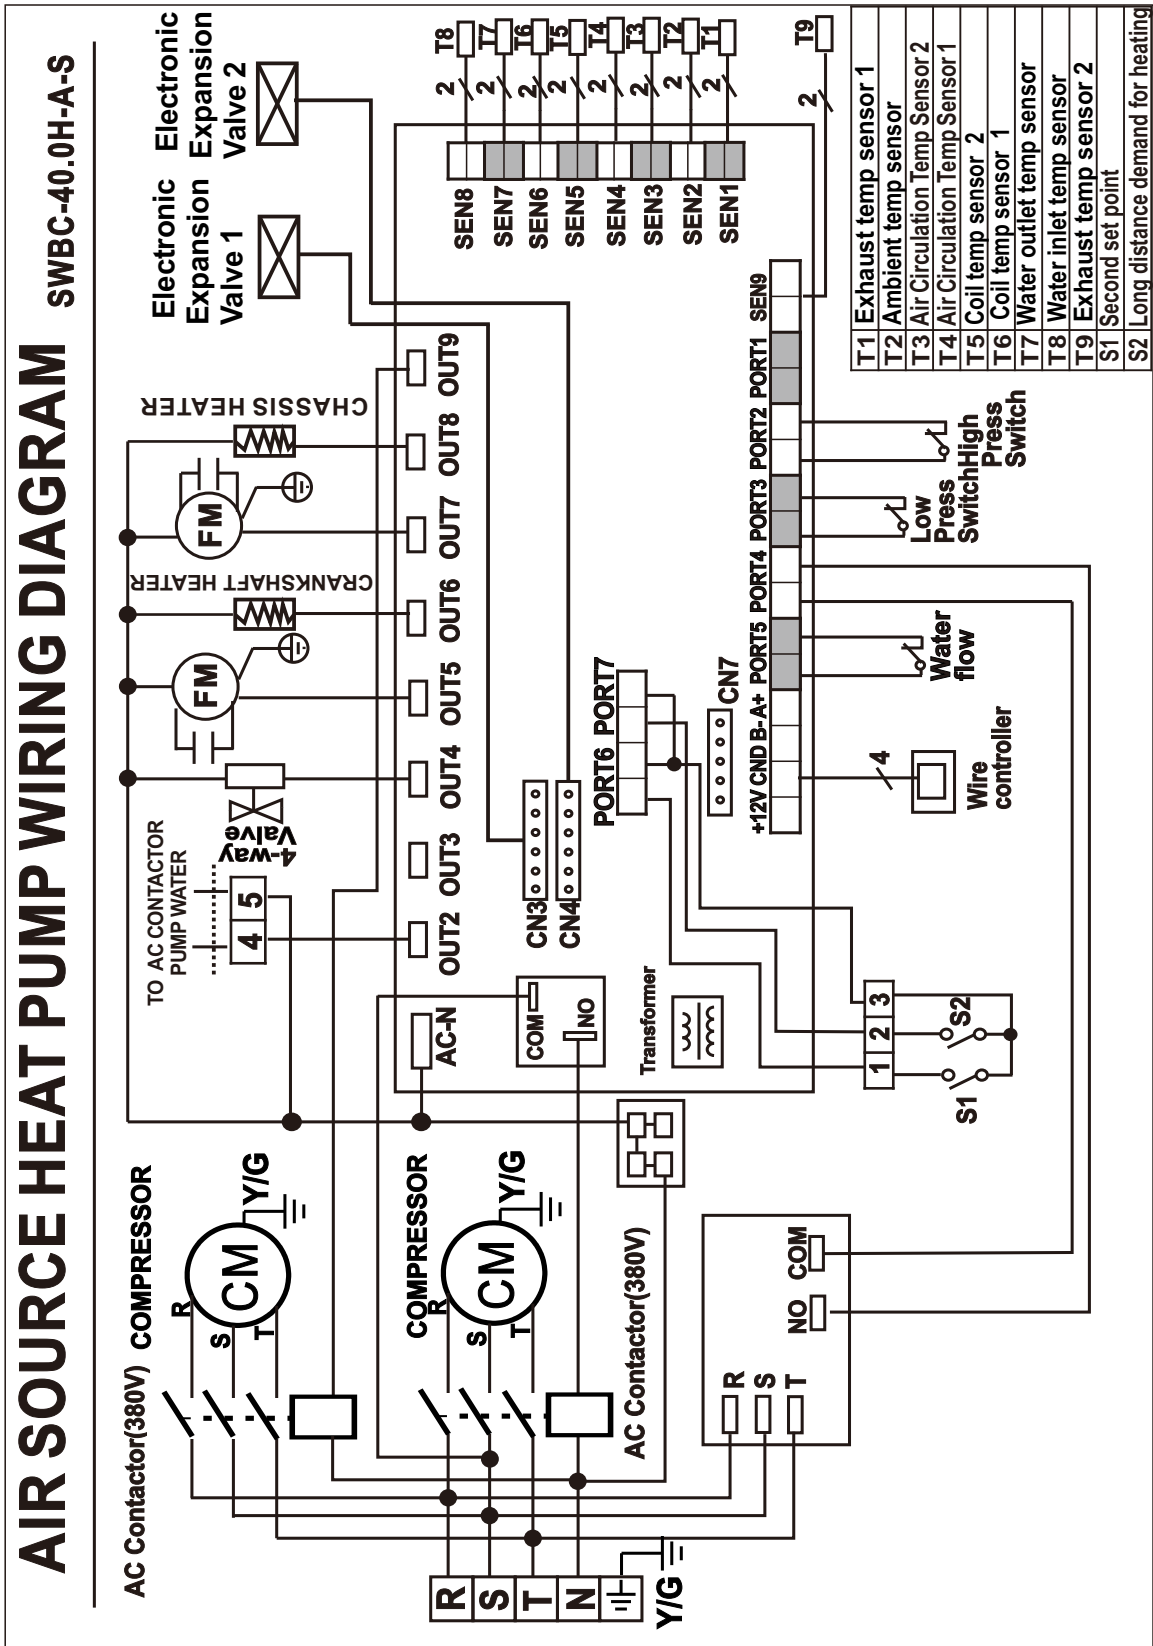 AIR SOURCE HEAT PUMP WIRING DIAGRAM
SWBC-40.0H-A-S
AC Contactor(380V)
COMPRESSOR
R
S
T
CM
Y/G
TO AC CONTACTOR
PUMP WATER
4
5
4-way
Valve
FM
CRANKSHAFT HEATER
FM
CHASSIS HEATER
Electronic
Expansion
Valve 1
Electronic
Expansion
Valve 2
COMPRESSOR
R
S
T
CM
Y/G
AC Contactor(380V)
R
S
T
N
Y/G
AC-N
OUT2
OUT3
OUT4
OUT5
OUT6
OUT7
OUT8
OUT9
COM
NO
CN3
CN4
Transformer
PORT6
PORT7
CN7
SEN8
SEN7
SEN6
SEN5
SEN4
SEN3
SEN2
SEN1
2
2
2
2
2
2
2
2
T8
T7
T6
T5
T4
T3
T2
T1
2
T9
+12V CND B- A+ PORT5 PORT4 PORT3 PORT2 PORT1 SEN9
R
S
T
NO
COM
1
2
3
S1
S2
4
Wire
controller
Water
flow
Low
Press
Switch
High
Press
Switch
T1 Exhaust temp sensor 1
T2 Ambient temp sensor
T3 Air Circulation Temp Sensor 2
T4 Air Circulation Temp Sensor 1
T5 Coil temp sensor 2
T6 Coil temp sensor 1
T7 Water outlet temp sensor
T8 Water inlet temp sensor
T9 Exhaust temp sensor 2
S1 Second set point
S2 Long distance demand for heating